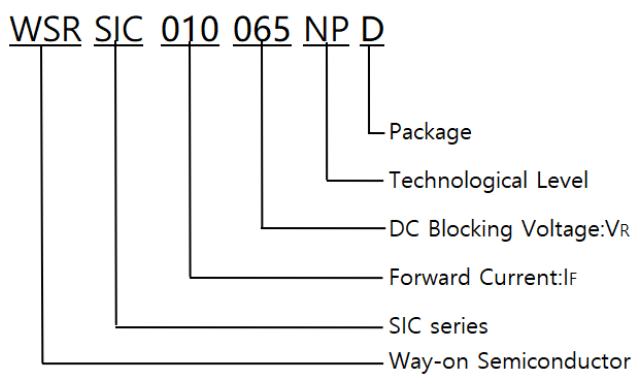 WSR SIC 010 065 NP D
Package
Technological Level
DC Blocking Voltage:VR
Forward Current:IF
SIC series
Way-on Semiconductor